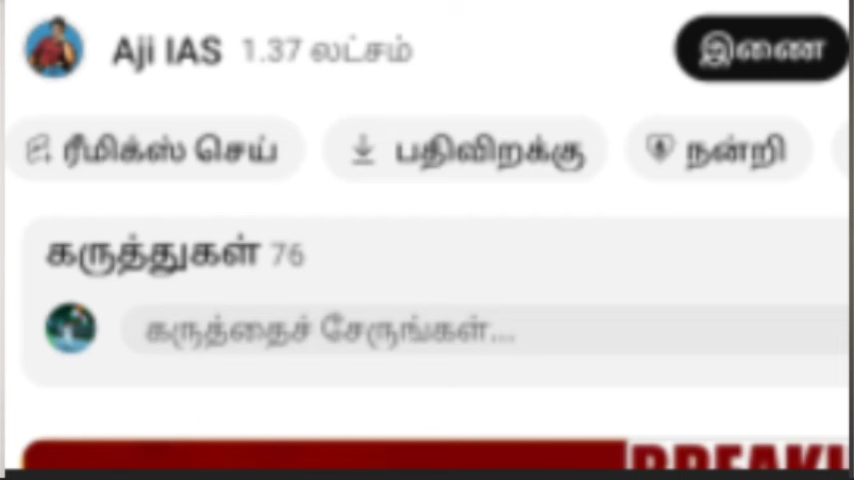 Aji IAS 1.37 லட்சம் இணை
ரீமிக்ஸ் செய் பதிவிறக்கு நன்றி
கருத்துகள் 76
கருத்தைச் சேருங்கள்...